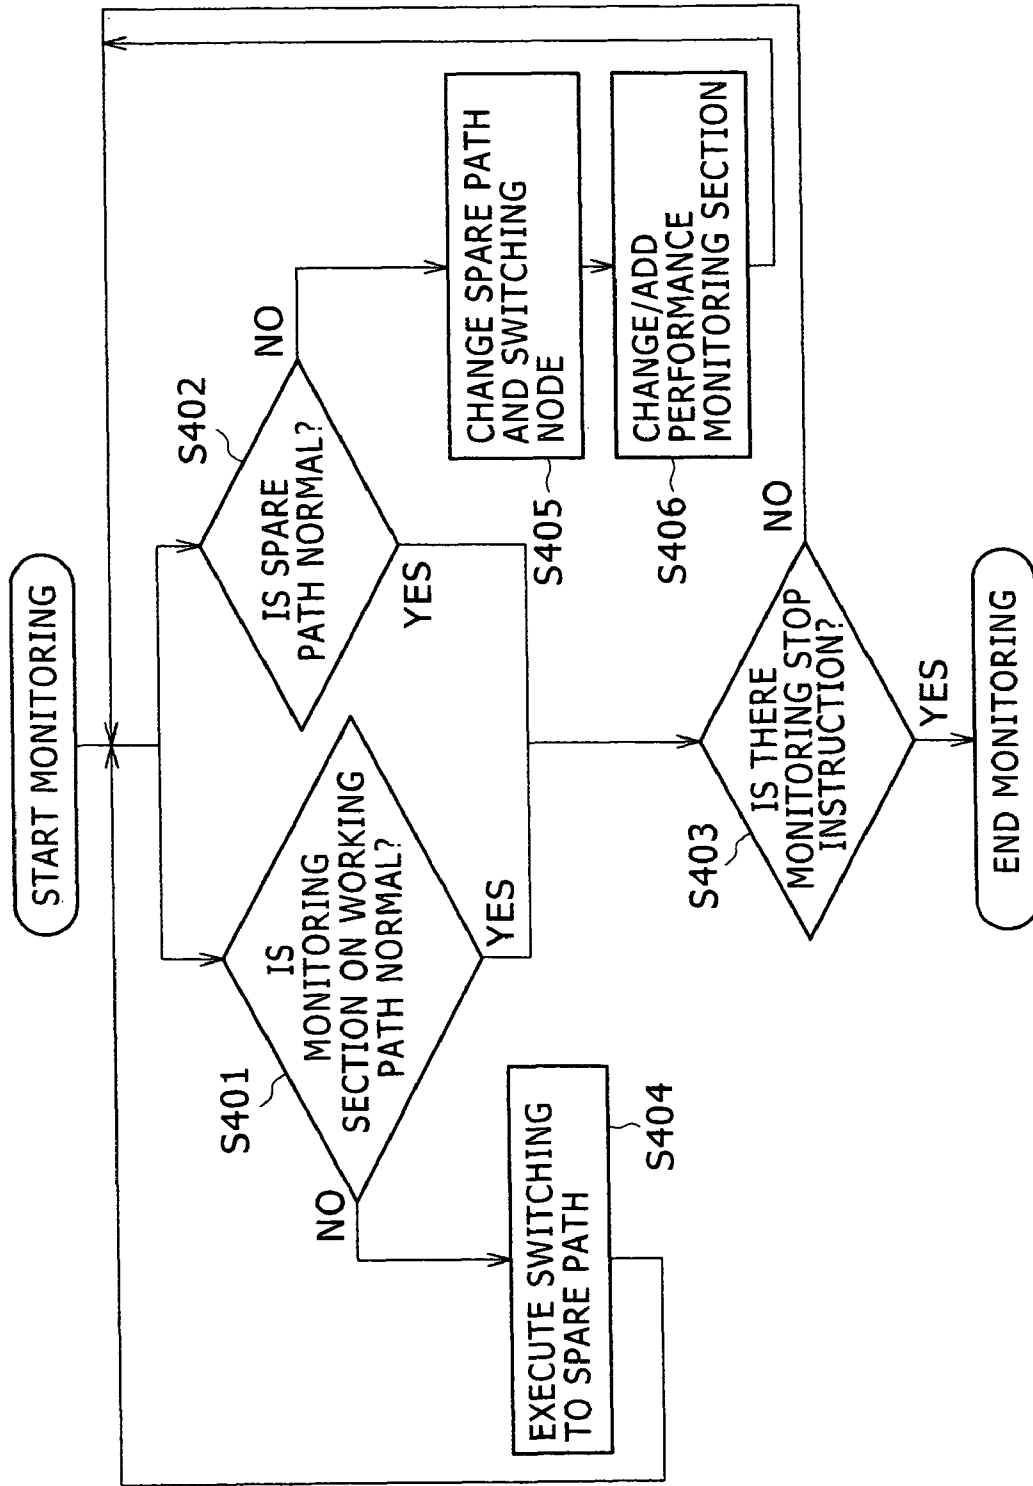 START MONITORING
S401
IS
MONITORING
SECTION ON WORKING
PATH NORMAL?
NO
YES
S402
IS SPARE
PATH NORMAL?
NO
YES
EXECUTE SWITCHING
TO SPARE PATH
S404
CHANGE SPARE PATH
AND SWITCHING
NODE
S405
CHANGE/ADD
PERFORMANCE
MONITORING SECTION
S406
S403
IS THERE
MONITORING STOP
INSTRUCTION?
NO
YES
END MONITORING